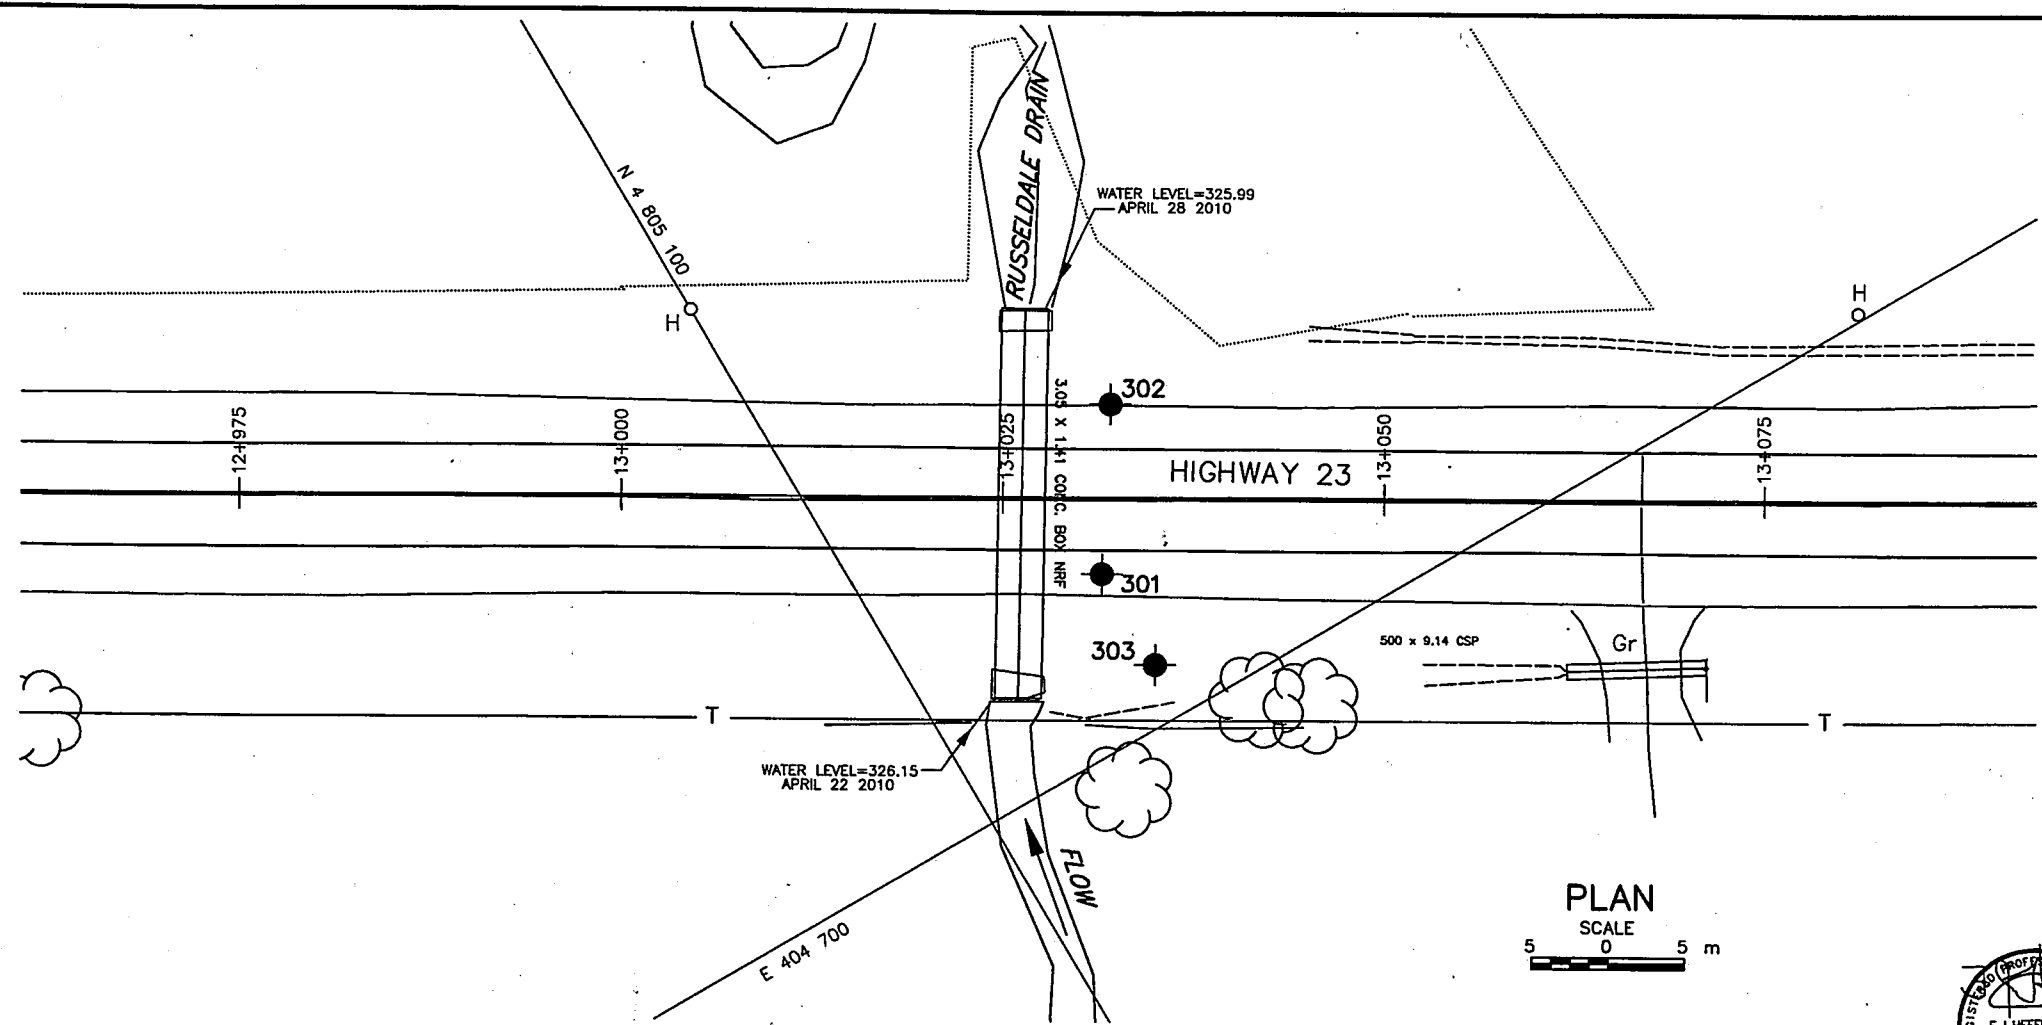 RUSSELDALE DRAIN
WATER LEVEL=325.99
APRIL 28 2010
N 4 805 100
H
H
302
3.05 X 1.41 CONC. BOX NRF
12+975
13+000
13+025
13+050
13+075
HIGHWAY 23
301
303
500 x 9.14 CSP
Gr
T
T
WATER LEVEL=326.15
APRIL 22 2010
FLOW
E 404 700
PLAN
SCALE
5 0 5 m